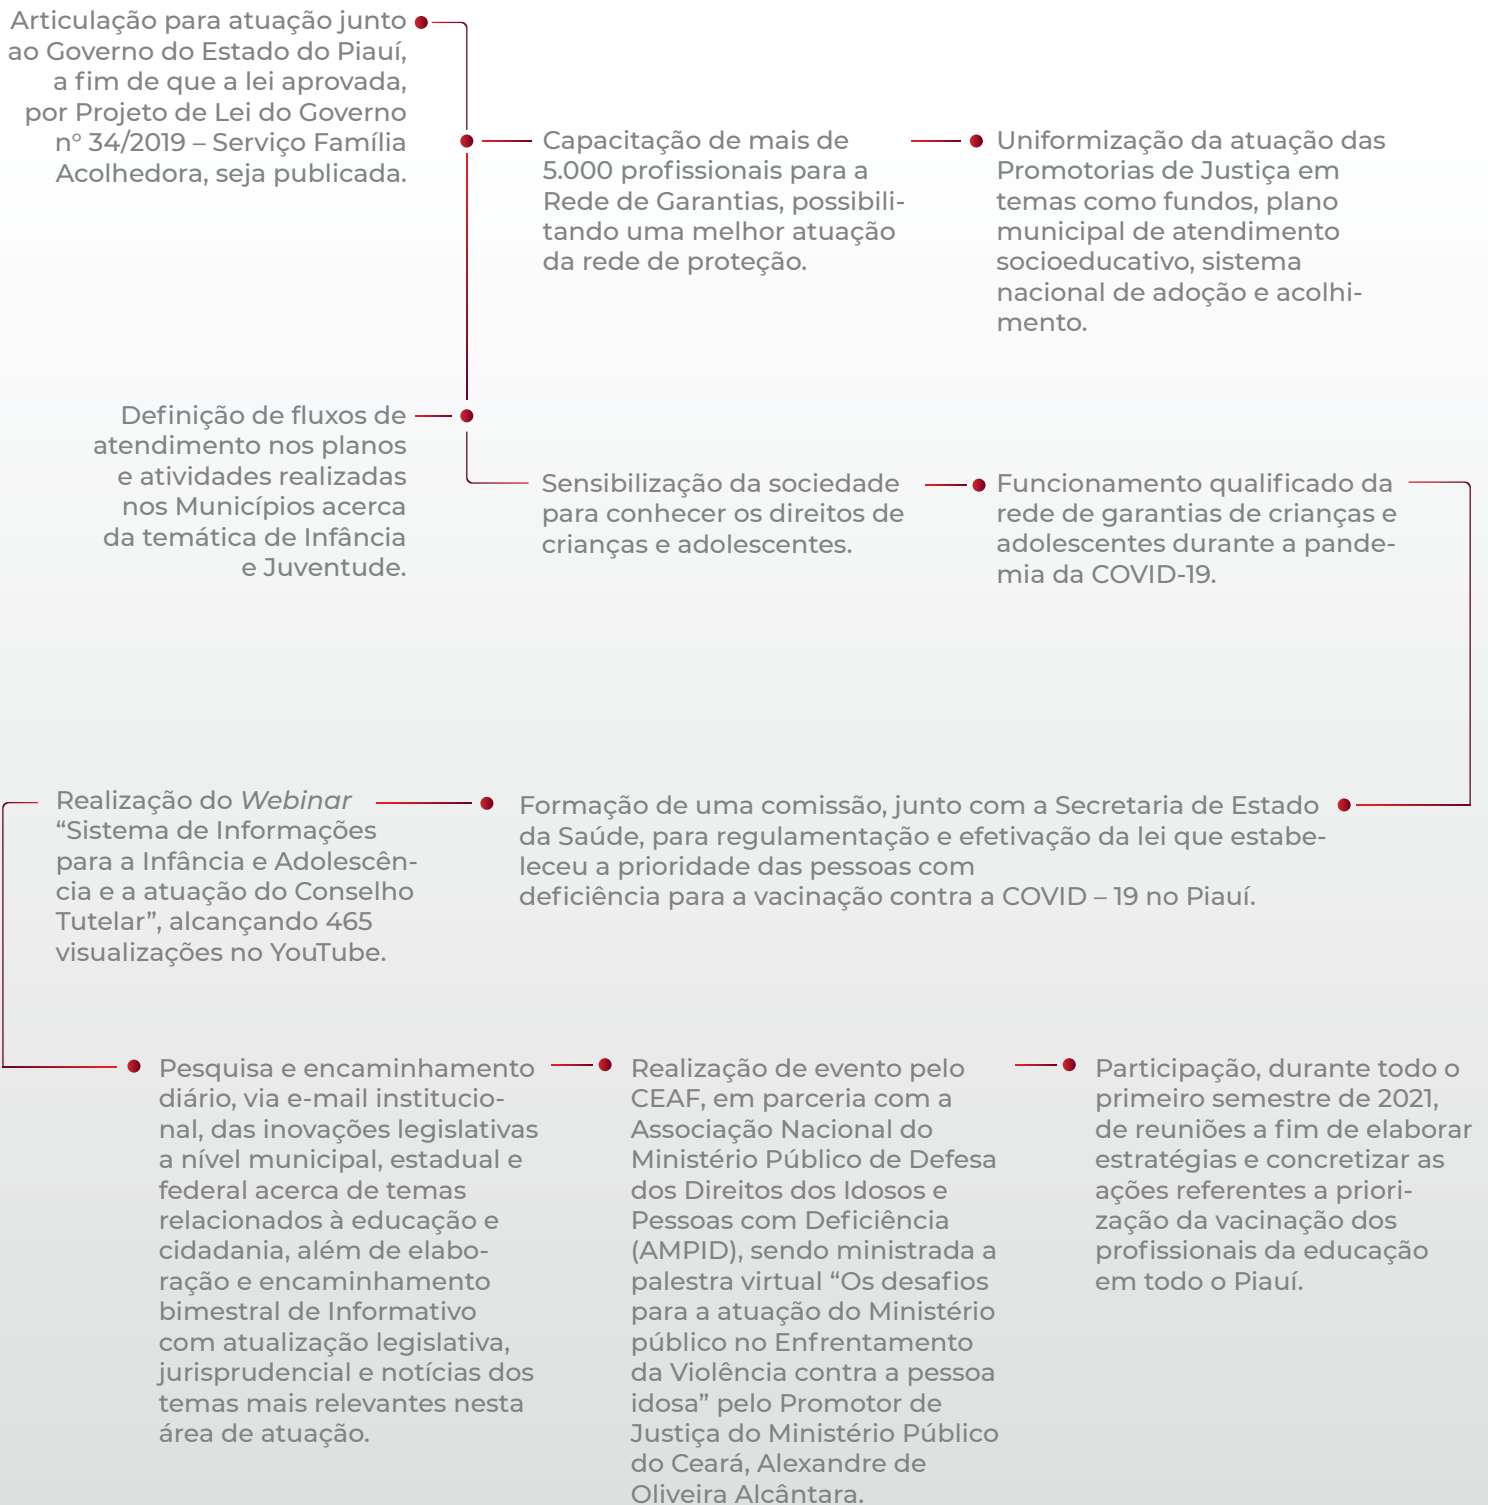 Articulação para atuação junto
ao Governo do Estado do Piauí,
a fim de que a lei aprovada,
por Projeto de Lei do Governo
nº 34/2019 – Serviço Família
Acolhedora, seja publicada.
Capacitação de mais de
5.000 profissionais para a
Rede de Garantias, possibili-
tando uma melhor atuação
da rede de proteção.
Uniformização da atuação das
Promotorias de Justiça em
temas como fundos, plano
municipal de atendimento
socioeducativo, sistema
nacional de adoção e acolhi-
mento.
Definição de fluxos de
atendimento nos planos
e atividades realizadas
nos Municípios acerca
da temática de Infância
e Juventude.
Sensibilização da sociedade
para conhecer os direitos de
crianças e adolescentes.
Funcionamento qualificado da
rede de garantias de crianças e
adolescentes durante a pande-
mia da COVID-19.
Realização do Webinar
“Sistema de Informações
para a Infância e Adolescên-
cia e a atuação do Conselho
Tutelar”, alcançando 465
visualizações no YouTube.
Formação de uma comissão, junto com a Secretaria de Estado
da Saúde, para regulamentação e efetivação da lei que estabe-
leceu a prioridade das pessoas com
deficiência para a vacinação contra a COVID – 19 no Piauí.
Pesquisa e encaminhamento
diário, via e-mail institucio-
nal, das inovações legislativas
a nível municipal, estadual e
federal acerca de temas
relacionados à educação e
cidadania, além de elabo-
ração e encaminhamento
bimestral de Informativo
com atualização legislativa,
jurisprudencial e notícias dos
temas mais relevantes nesta
área de atuação.
Realização de evento pelo
CEAF, em parceria com a
Associação Nacional do
Ministério Público de Defesa
dos Direitos dos Idosos e
Pessoas com Deficiência
(AMPID), sendo ministrada a
palestra virtual “Os desafios
para a atuação do Ministério
público no Enfrentamento
da Violência contra a pessoa
idosa” pelo Promotor de
Justiça do Ministério Público
do Ceará, Alexandre de
Oliveira Alcântara.
Participação, durante todo o
primeiro semestre de 2021,
de reuniões a fim de elaborar
estratégias e concretizar as
ações referentes a priori-
zação da vacinação dos
profissionais da educação
em todo o Piauí.